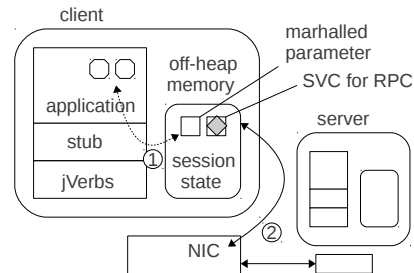 client
marhalled
parameter
off-heap
memory
SVC for RPC
application
server
stub
1
session
state
jVerbs
2
NIC